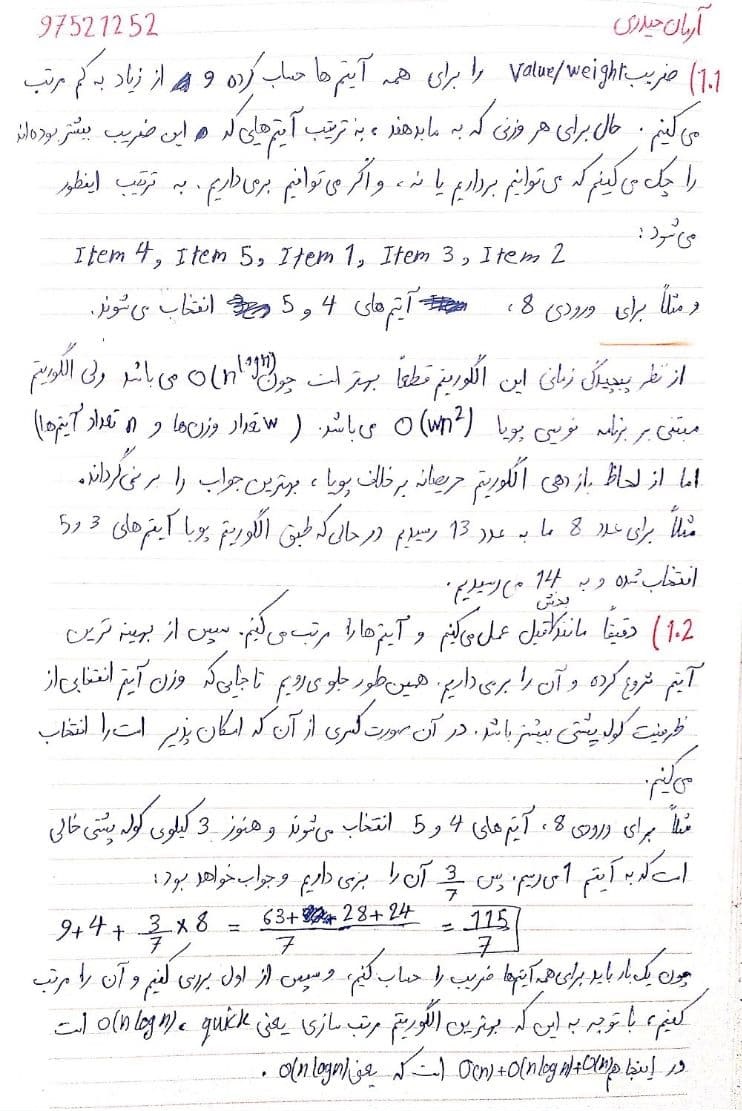 آرمان حیدری 97521252
1.1) ضریب value/weight را برای همه آیتم ها حساب کرده و از زیاد به کم مرتب
می کنیم. حال برای هر وزنی که به ما بدهند، به ترتیب آیتم هایی که این ضریب بیشتر بوده اند
را چک می کنیم که می توانیم برداریم یا نه، و اگر می توانیم برمی داریم. به ترتیب اینطور
می شود:
Item 4, Item 5, Item 1, Item 3, Item 2
و مثلاً برای ورودی 8، آیتم های 4 و 5 انتخاب می شوند.
از نظر پیچیدگی زمانی این الگوریتم قطعاً بهتر است چون O(n logn) می باشد ولی الگوریتم
مبتنی بر برنامه نویسی پویا O(wn²) می باشد. (w تعداد وزن ها و n تعداد آیتم ها)
اما از لحاظ بازدهی الگوریتم حریصانه برخلاف پویا، بهترین جواب را بر نمی گرداند.
مثلاً برای عدد 8 ما به عدد 13 رسیدیم در حالی که طبق الگوریتم پویا آیتم های 3 و 5
انتخاب شده و به 14 می رسیدیم.
1.2) دقیقاً مانند بخش قبل عمل می کنیم و آیتم ها را مرتب می کنیم. سپس از بهینه ترین
آیتم شروع کرده و آن را برمی داریم. همین طور جلو می رویم تا جایی که وزن آیتم انتخابی از
ظرفیت کوله پشتی بیشتر باشد. در آن صورت کسری از آن که امکان پذیر است را انتخاب
می کنیم.
مثلاً برای ورودی 8، آیتم های 4 و 5 انتخاب می شوند و هنوز 3 کیلوی کوله پشتی خالی
است که به آیتم 1 می رسیم. پس 3/7 آن را برمی داریم و جواب خواهد بود:
9+4+ 3/7 × 8 = (63+28+24)/7 = 115/7
چون یک بار باید برای همه آیتم ها ضریب را حساب کنیم، و سپس از اول بررسی کنیم و آن را مرتب
کنیم، با توجه به این که بهترین الگوریتم مرتب سازی یعنی quick، O(n logn) است
در اینجا هم O(n)+O(n logn)+O(n) است که یعنی O(n logn).